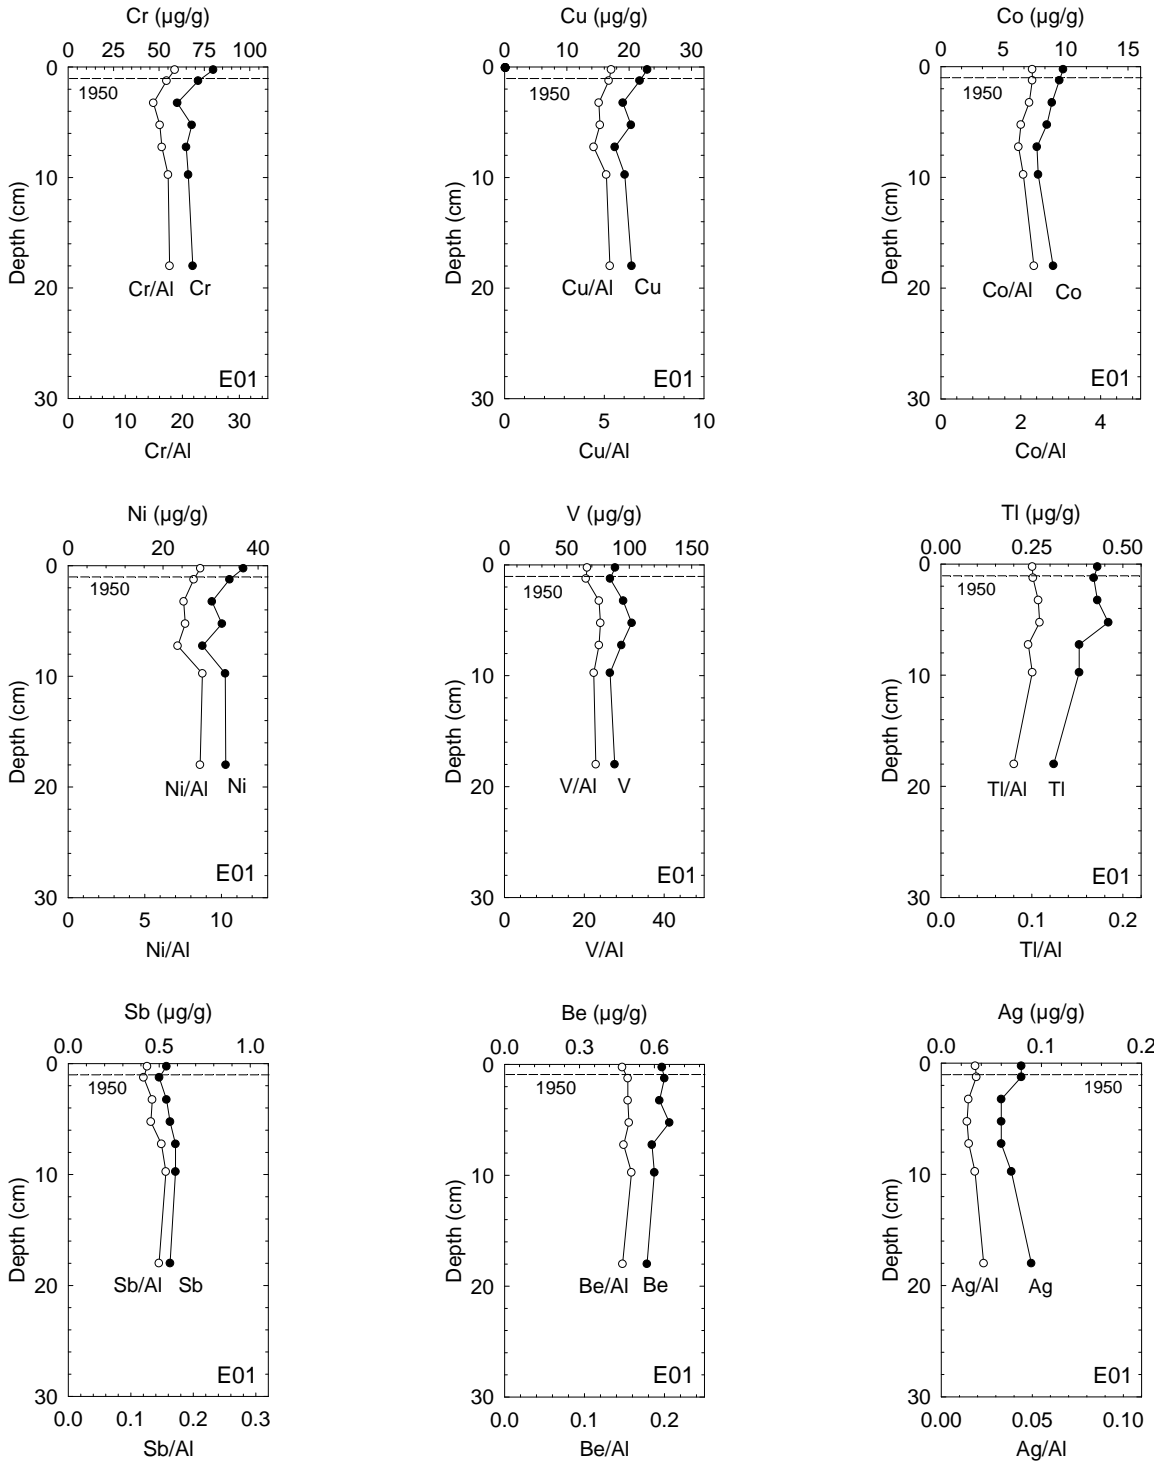 Cr (µg/g)
0 25 50 75 100
0
1950
10
20
30
Depth (cm)
Cr/Al Cr
E01
0 10 20 30
Cr/Al
Cu (µg/g)
0 10 20 30
0
1950
10
20
30
Depth (cm)
Cu/Al Cu
E01
0 5 10
Cu/Al
Co (µg/g)
0 5 10 15
0
1950
10
20
30
Depth (cm)
Co/Al Co
E01
2 4
Co/Al
Ni (µg/g)
0 20 40
0
1950
10
20
30
Depth (cm)
Ni/Al Ni
E01
0 5 10
Ni/Al
V (µg/g)
0 50 100 150
0
1950
10
20
30
Depth (cm)
V/Al V
E01
0 20 40
V/Al
Tl (µg/g)
0.00 0.25 0.50
0
1950
10
20
30
Depth (cm)
Tl/Al Tl
E01
0.0 0.1 0.2
Tl/Al
Sb (µg/g)
0.0 0.5 1.0
0
1950
10
20
30
Depth (cm)
Sb/Al Sb
E01
0.0 0.1 0.2 0.3
Sb/Al
Be (µg/g)
0.0 0.3 0.6
0
1950
10
20
30
Depth (cm)
Be/Al Be
E01
0.0 0.2
Be/Al
Ag (µg/g)
0.0 0.1 0.2
0
1950
10
20
30
Depth (cm)
Ag/Al Ag
E01
0.00 0.05 0.10
Ag/Al